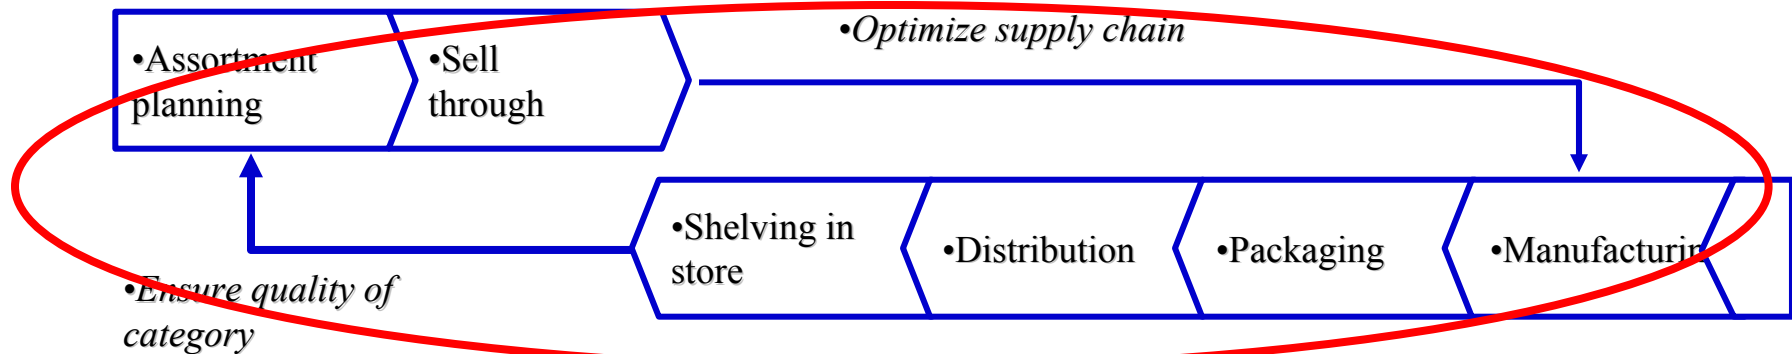 •Optimize supply chain
•Assortment
planning
•Sell
through
•Shelving in
store
•Distribution
•Packaging
•Manufacturin
•Ensure quality of
category